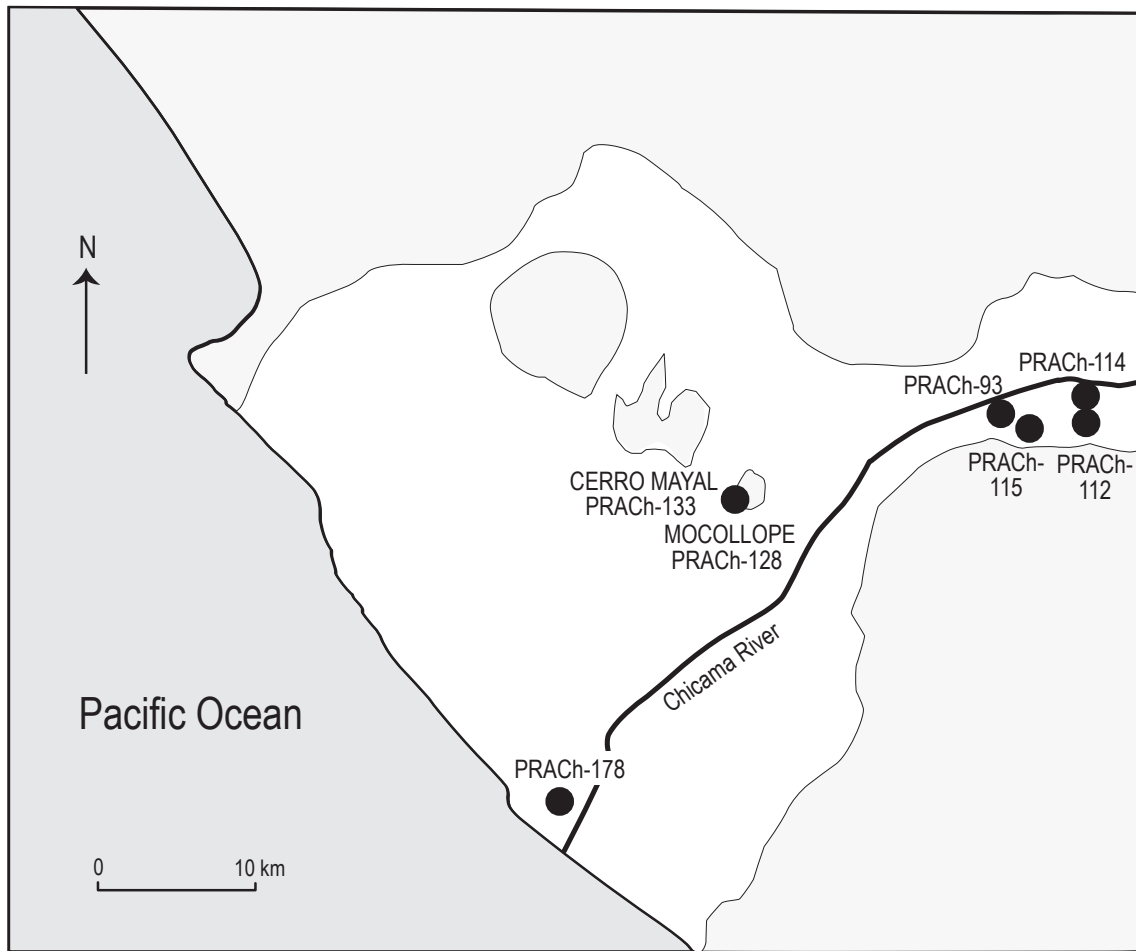 N
PRACh-114
PRACh-93
PRACh-
115
PRACh-
112
CERRO MAYAL
PRACh-133
MOCOLLOPE
PRACh-128
Chicama River
Pacific Ocean
PRACh-178
0 10 km